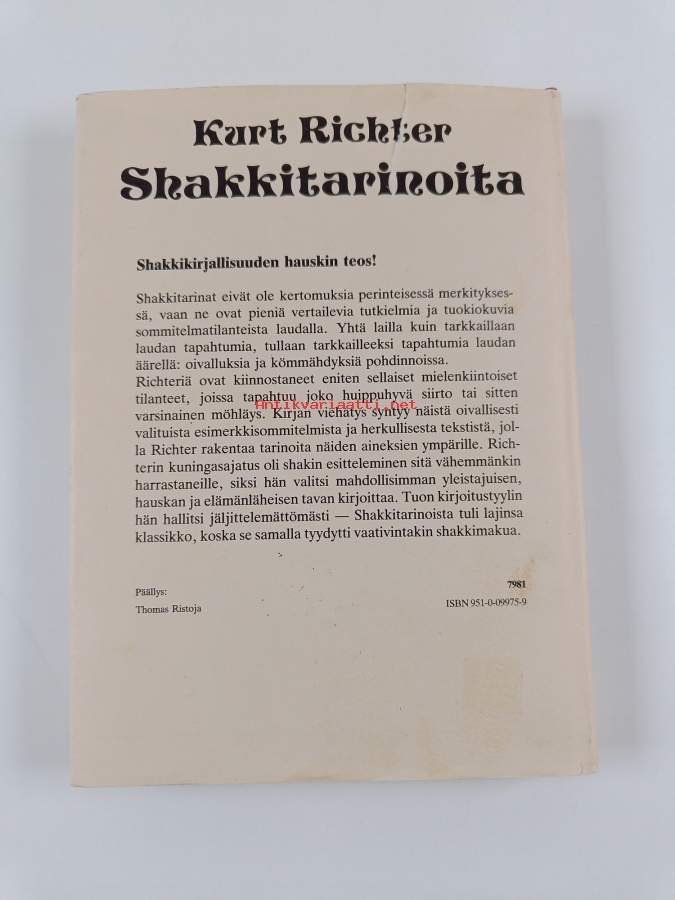 Kurt Richter
Shakkitarinoita
Shakkikirjallisuuden hauskin teos!
Shakkitarinat eivät ole kertomuksia perinteisessä merkitykses-
sä, vaan ne ovat pieniä vertailevia tutkielmia ja tuokiokuvia
sommitelmatilanteista laudalla. Yhtä lailla kuin tarkkaillaan
laudan tapahtumia, tullaan tarkkailleeksi tapahtumia laudan
äärellä: oivalluksia ja kömmähdyksiä pohdinnoissa.
Richteriä ovat kiinnostaneet eniten sellaiset mielenkiintoiset
tilanteet, joissa tapahtuu joko huippuhyvä siirto tai sitten
Antikvariaatti.net
varsinainen möhläys. Kirjan viehätys syntyy näistä oivallisesti
valituista esimerkkisommitelmista ja herkullisesta tekstistä, jol-
la Richter rakentaa tarinoita näiden aineksien ympärille. Rich-
terin kuningasajatus oli shakin esitteleminen sitä vähemmänkin
harrastaneille, siksi hän valitsi mahdollisimman yleistajuisen,
hauskan ja elämänläheisen tavan kirjoittaa. Tuon kirjoitustyylin
hän hallitsi jäljittelemättömästi — Shakkitarinoista tuli lajinsa
klassikko, koska se samalla tyydytti vaativintakin shakkimakua.
Päällys:
Thomas Ristoja
7981
ISBN 951-0-09975-9